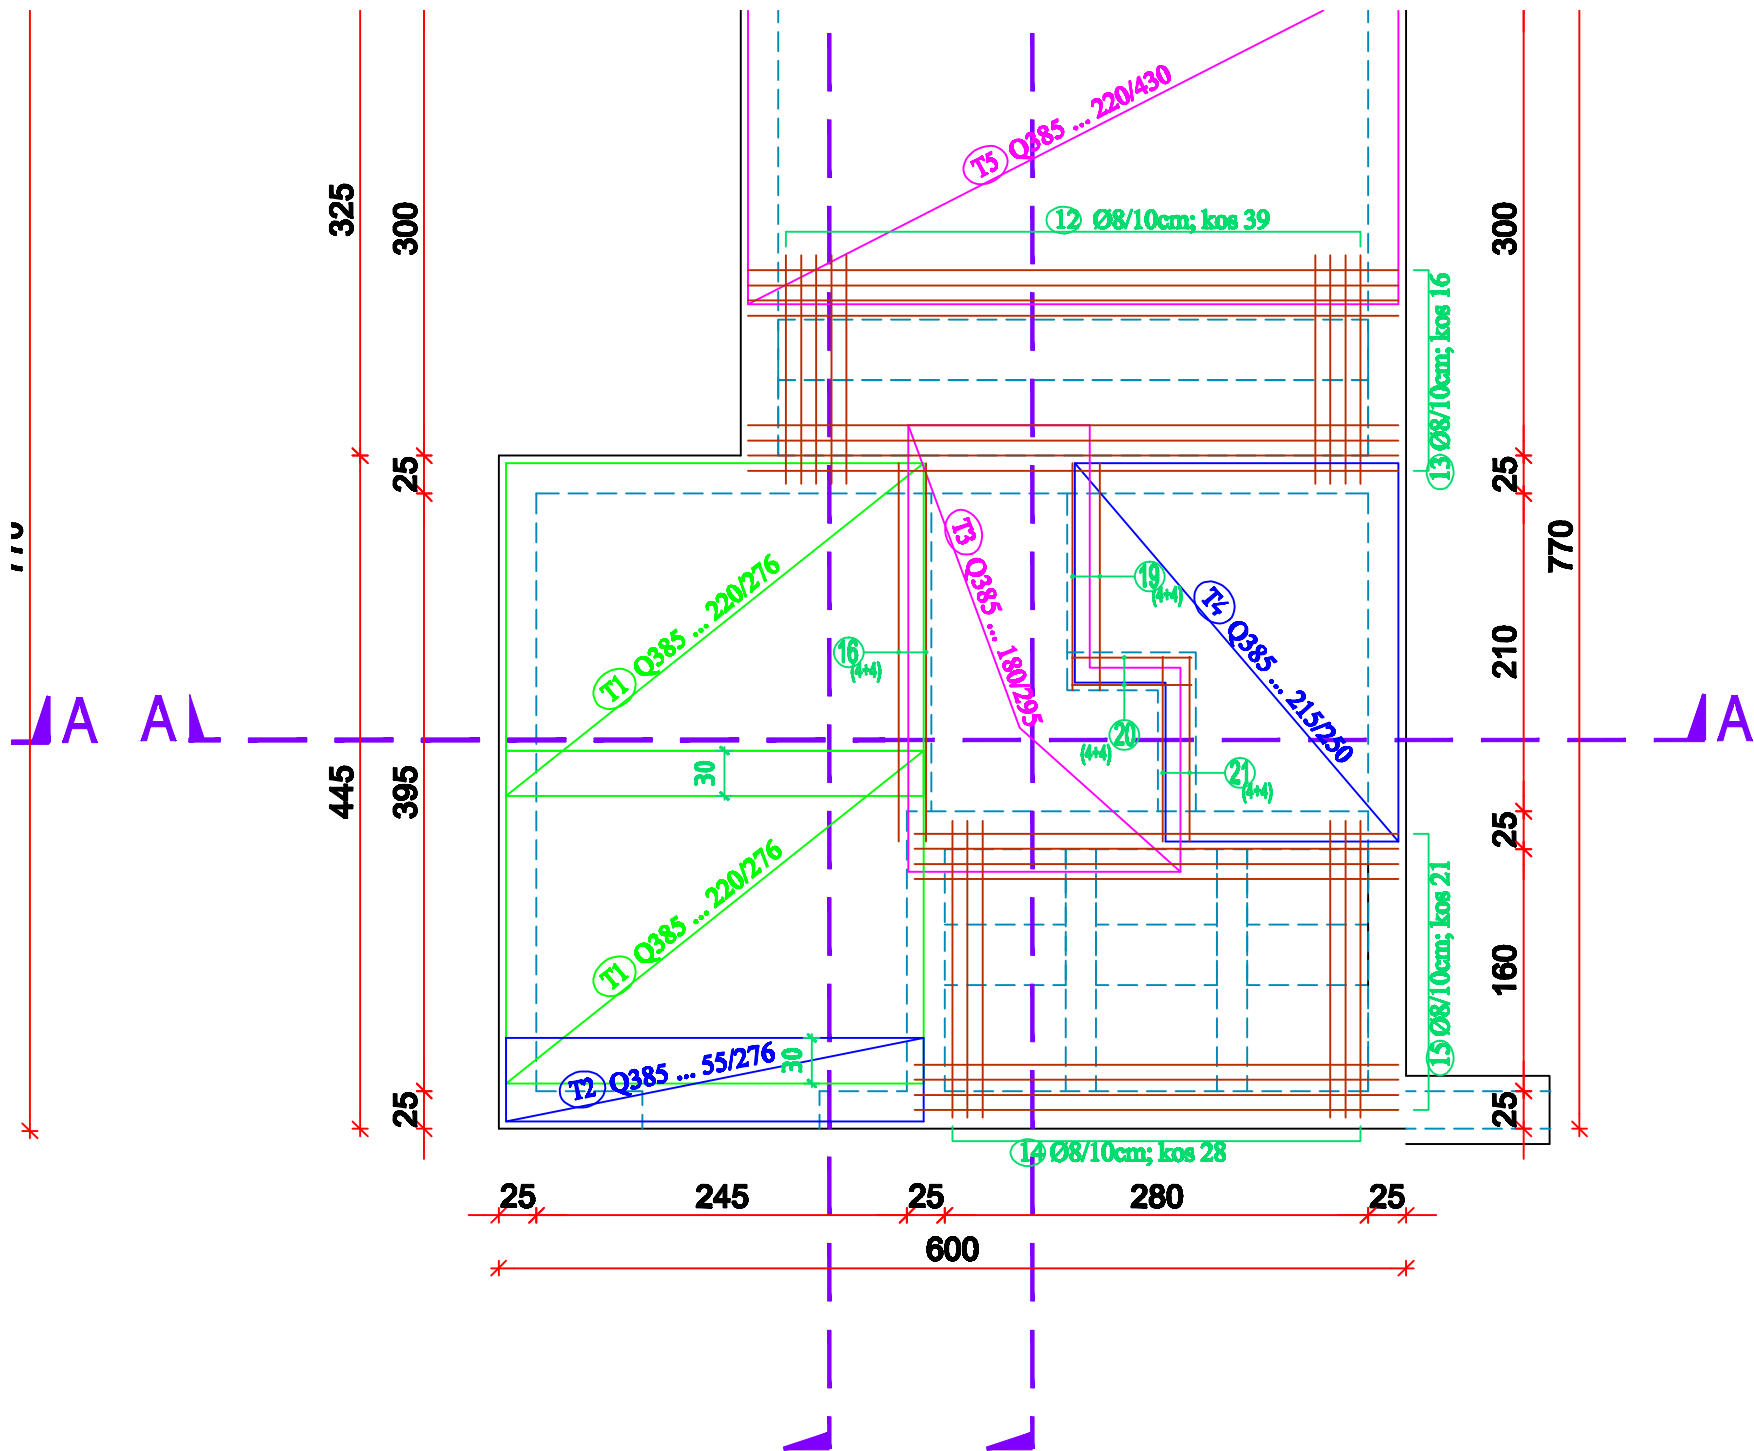 T5 Q385 ... 220/430
12 Ø8/10cm; kos 39
325
300
300
13 Ø8/10cm; kos 16
25
25
770
T3 Q385 ... 180/295
19
(4+4)
T4 Q385 ... 215/250
T1 Q385 ... 220/276
16
(4+4)
210
A
A
A
20
(4+4)
21
(4+4)
30
445
395
25
T1 Q385 ... 220/276
15 Ø8/10cm; kos 21
160
T2 Q385 ... 55/276
30
25
25
14 Ø8/10cm; kos 28
25
245
25
280
25
600